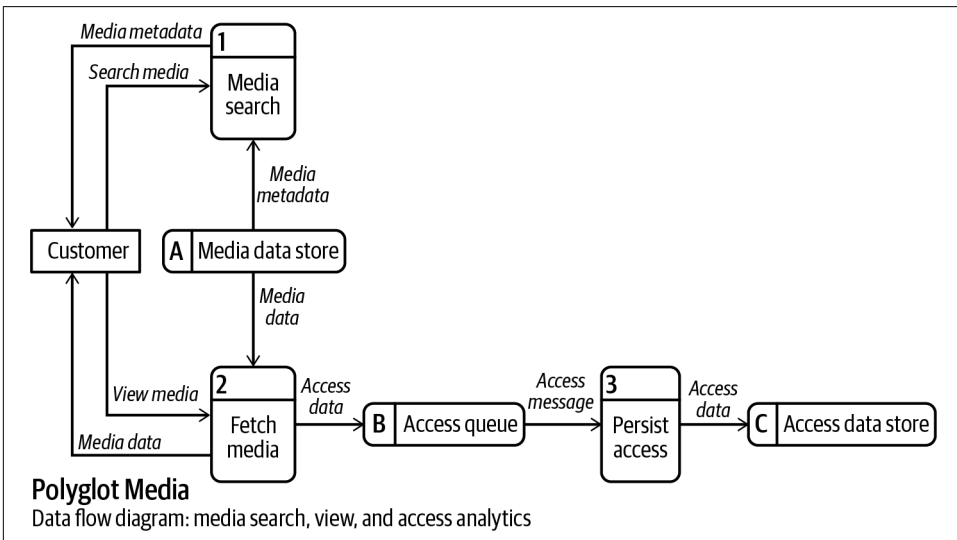 Media metadata
1
Search media
Media
search
Media
metadata
Customer
A
Media data store
Media
data
View media
2
Fetch
media
Media data
Access
data
B
Access queue
Access
message
3
Persist
access
Access
data
C
Access data store
Polyglot Media
Data flow diagram: media search, view, and access analytics